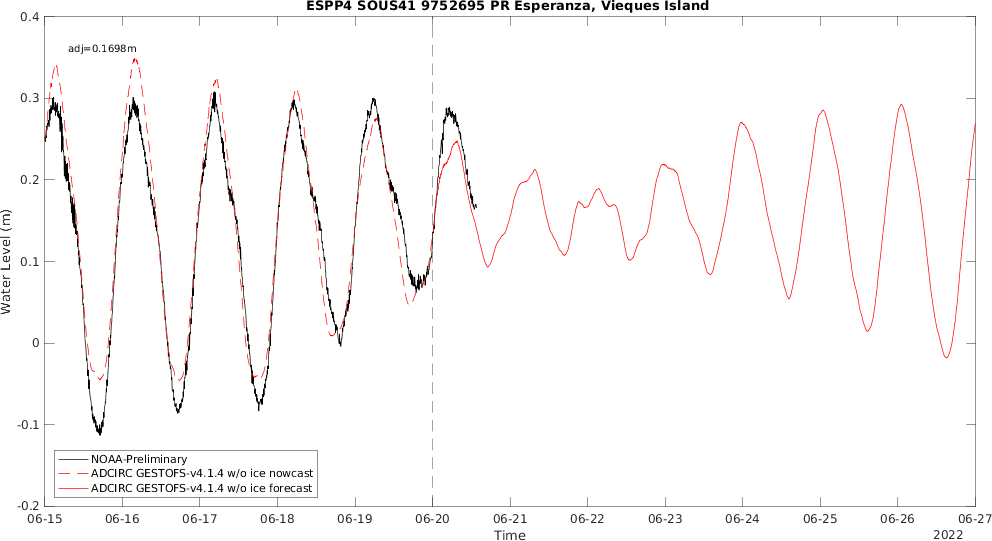 ESPP4 SOUS41 9752695 PR Esperanza, Vieques Island
adj=0.1698m
0.4
0.3
0.2
0.1
0
-0.1
-0.2
Water Level (m)
NOAA-Preliminary
ADCIRC GESTOFS-v4.1.4 w/o ice nowcast
ADCIRC GESTOFS-v4.1.4 w/o ice forecast
06-15 06-16 06-17 06-18 06-19 06-20 06-21 06-22 06-23 06-24 06-25 06-26 06-27
Time
2022